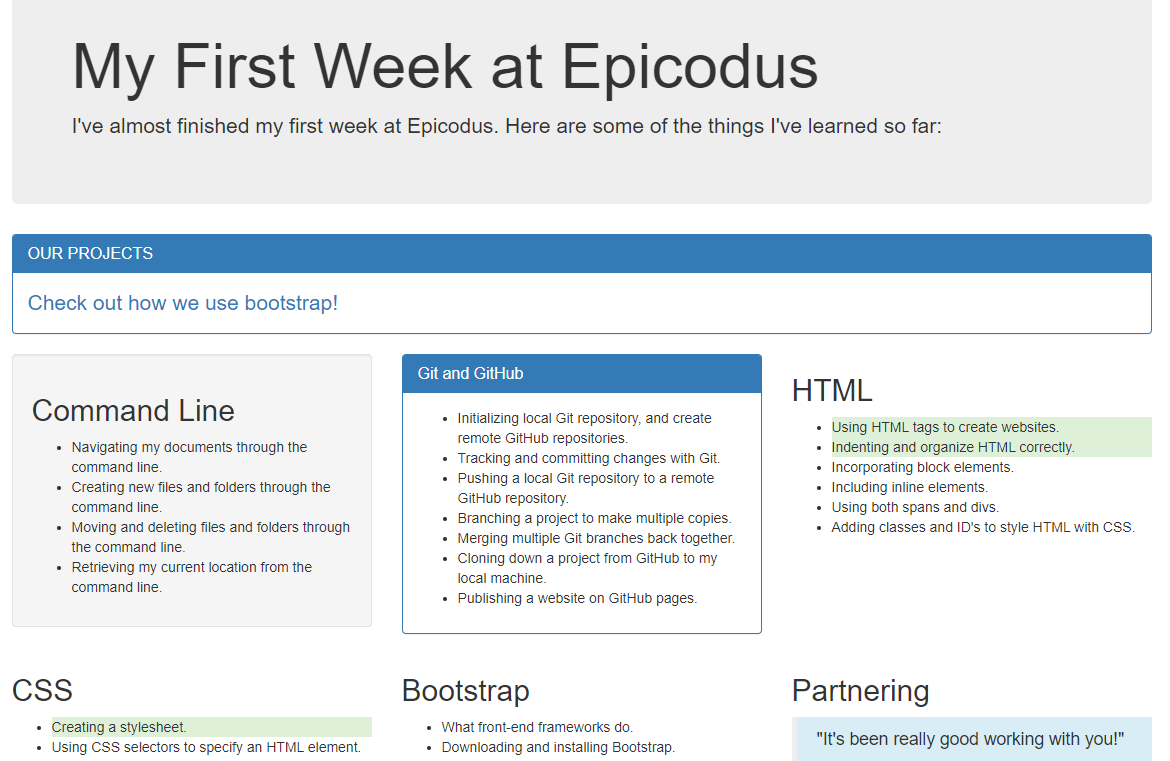 My First Week at Epicodus
I've almost finished my first week at Epicodus. Here are some of the things I've learned so far:
OUR PROJECTS
Check out how we use bootstrap!
Command Line
Navigating my documents through the
command line.
Creating new files and folders through the
command line.
Moving and deleting files and folders through
the command line.
Retrieving my current location from the
command line.
Git and GitHub
Initializing local Git repository, and create
remote GitHub repositories.
Tracking and committing changes with Git.
Pushing a local Git repository to a remote
GitHub repository.
Branching a project to make multiple copies.
Merging multiple Git branches back together.
Cloning down a project from GitHub to my
local machine.
Publishing a website on GitHub pages.
HTML
Using HTML tags to create websites.
Indenting and organize HTML correctly.
Incorporating block elements.
Including inline elements.
Using both spans and divs.
Adding classes and ID's to style HTML with CSS.
CSS
Creating a stylesheet.
Using CSS selectors to specify an HTML element.
Bootstrap
What front-end frameworks do.
Downloading and installing Bootstrap.
Partnering
"It's been really good working with you!"